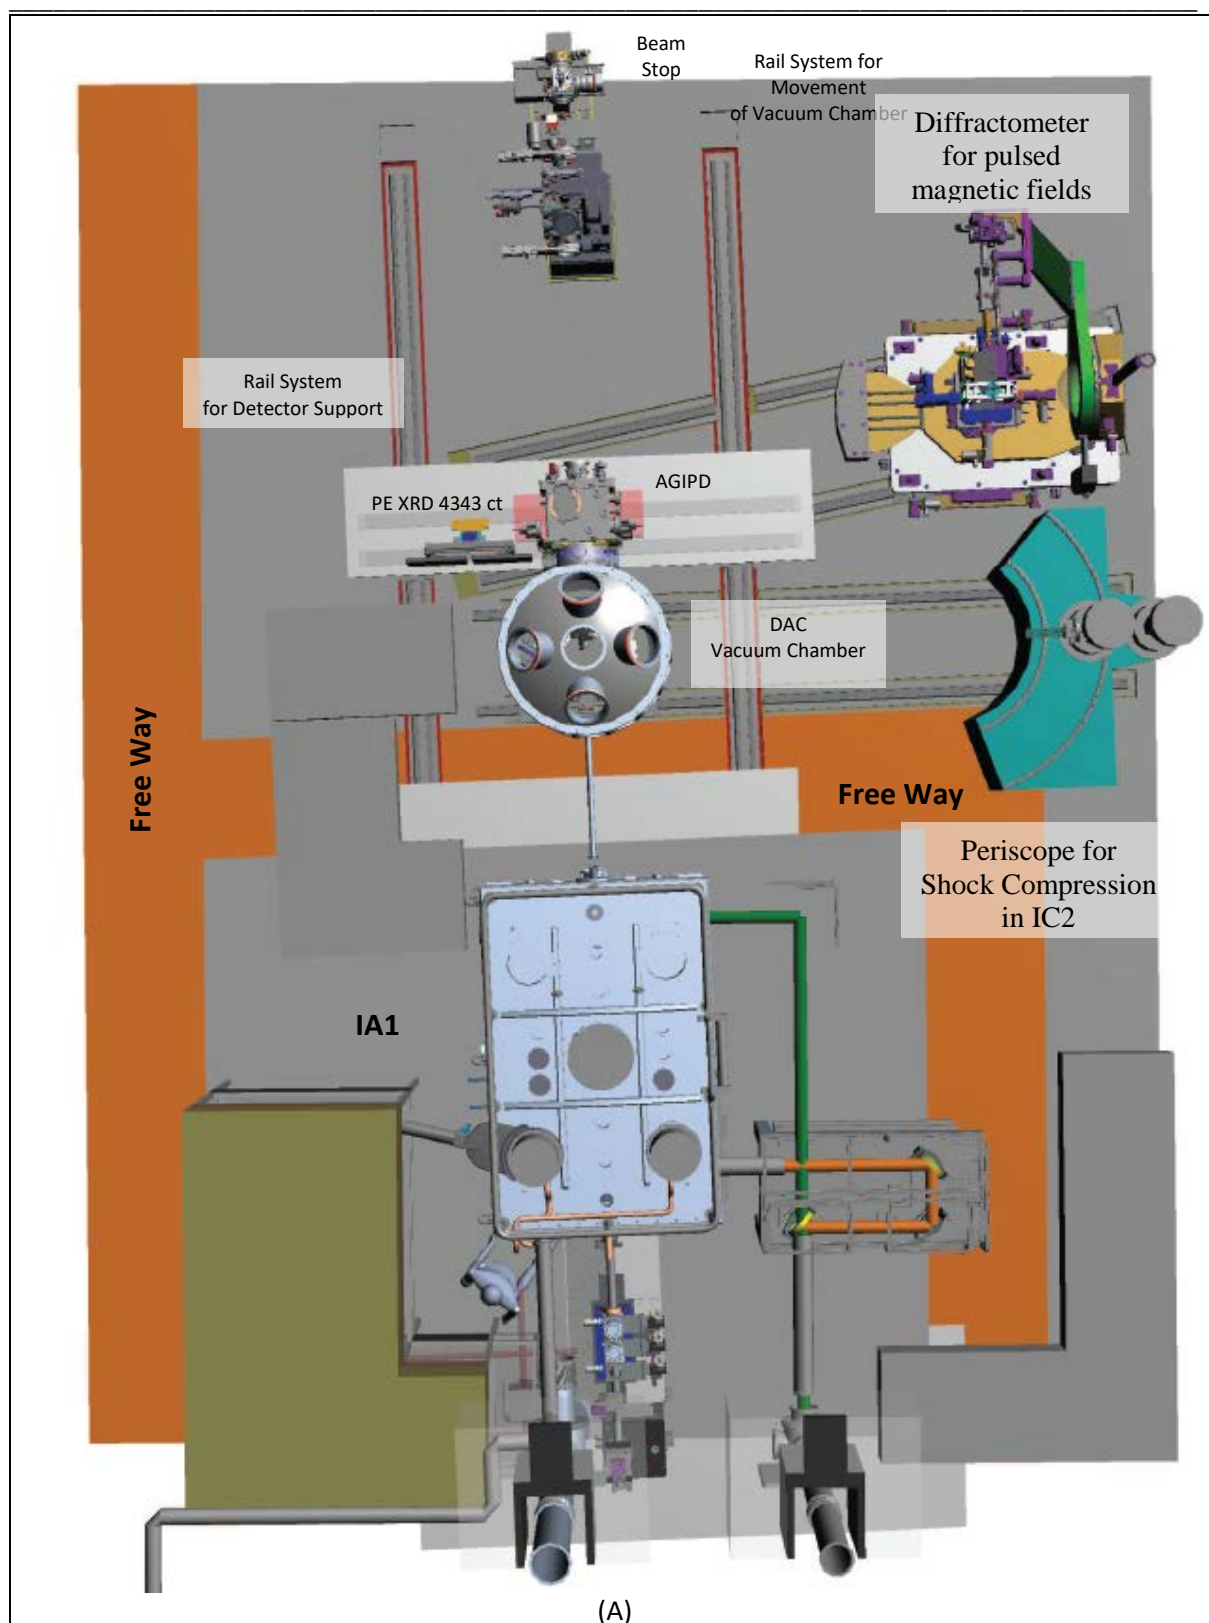 Beam
Stop
Rail System for
Movement
of Vacuum Chamber
Diffractometer
for pulsed
magnetic fields
Rail System
for Detector Support
AGIPD
PE XRD 4343 ct
DAC
Vacuum Chamber
Free Way
Free Way
Periscope for
Shock Compression
in IC2
IA1
(A)